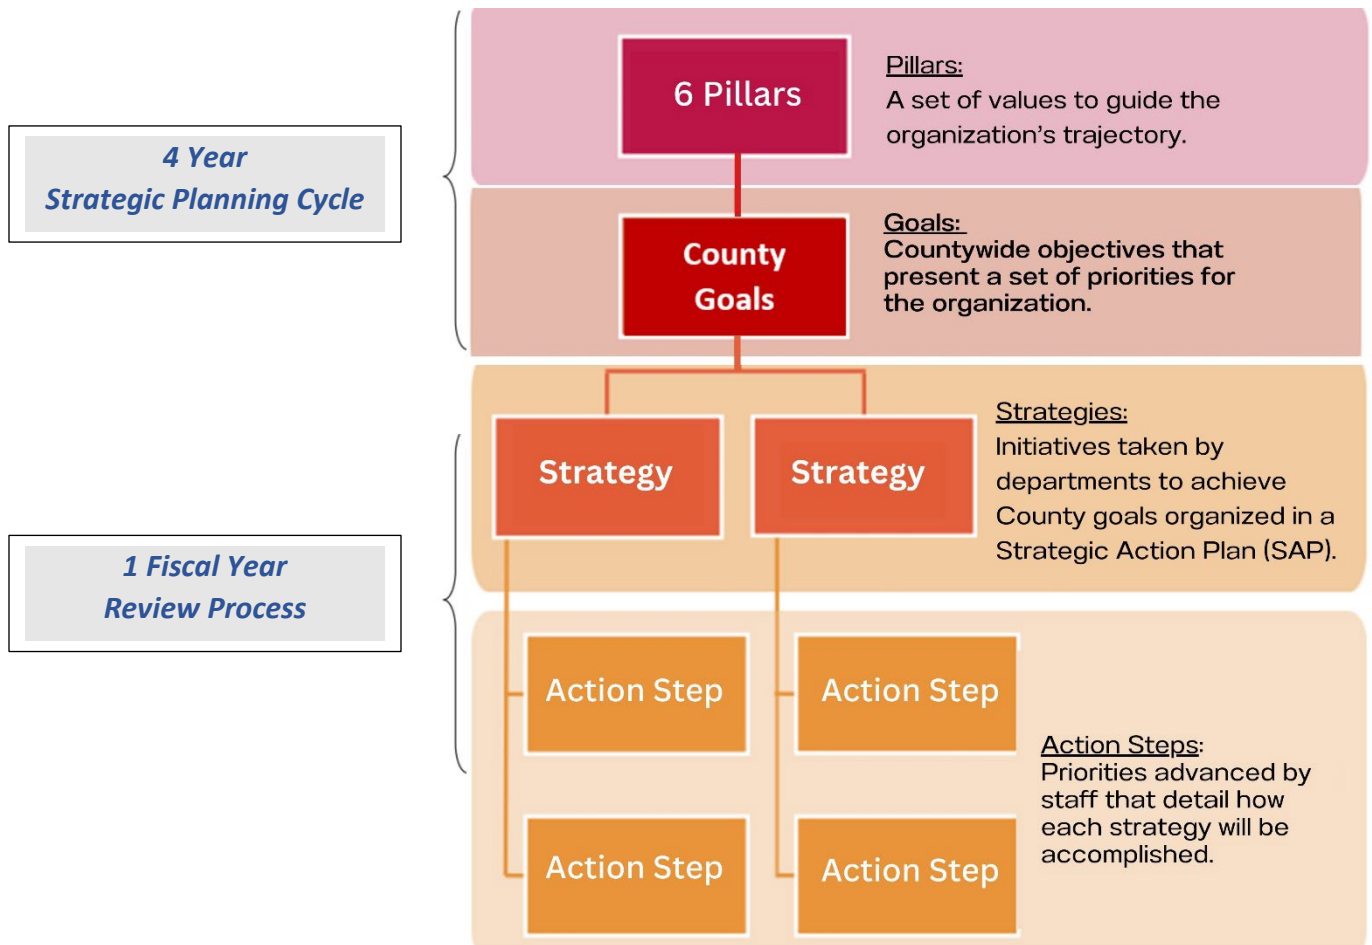 6 Pillars
Pillars:
A set of values to guide the
organization's trajectory.
4 Year
Strategic Planning Cycle
County
Goals
Goals:
Countywide objectives that
present a set of priorities for
the organization.
Strategy
Strategy
Strategies:
Initiatives taken by
departments to achieve
County goals organized in a
Strategic Action Plan (SAP).
1 Fiscal Year
Review Process
Action Step
Action Step
Action Steps:
Priorities advanced by
staff that detail how
each strategy will be
accomplished.
Action Step
Action Step